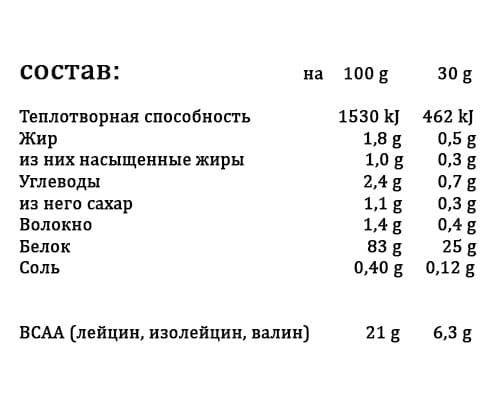 состав: на 100 g 30 g
Теплотворная способность 1530 kJ 462 kJ
Жир 1,8 g 0,5 g
из них насыщенные жиры 1,0 g 0,3 g
Углеводы 2,4 g 0,7 g
из него сахар 1,1 g 0,3 g
Волокно 1,4 g 0,4 g
Белок 83 g 25 g
Соль 0,40 g 0,12 g
BCAA (лейцин, изолейцин, валин) 21 g 6,3 g